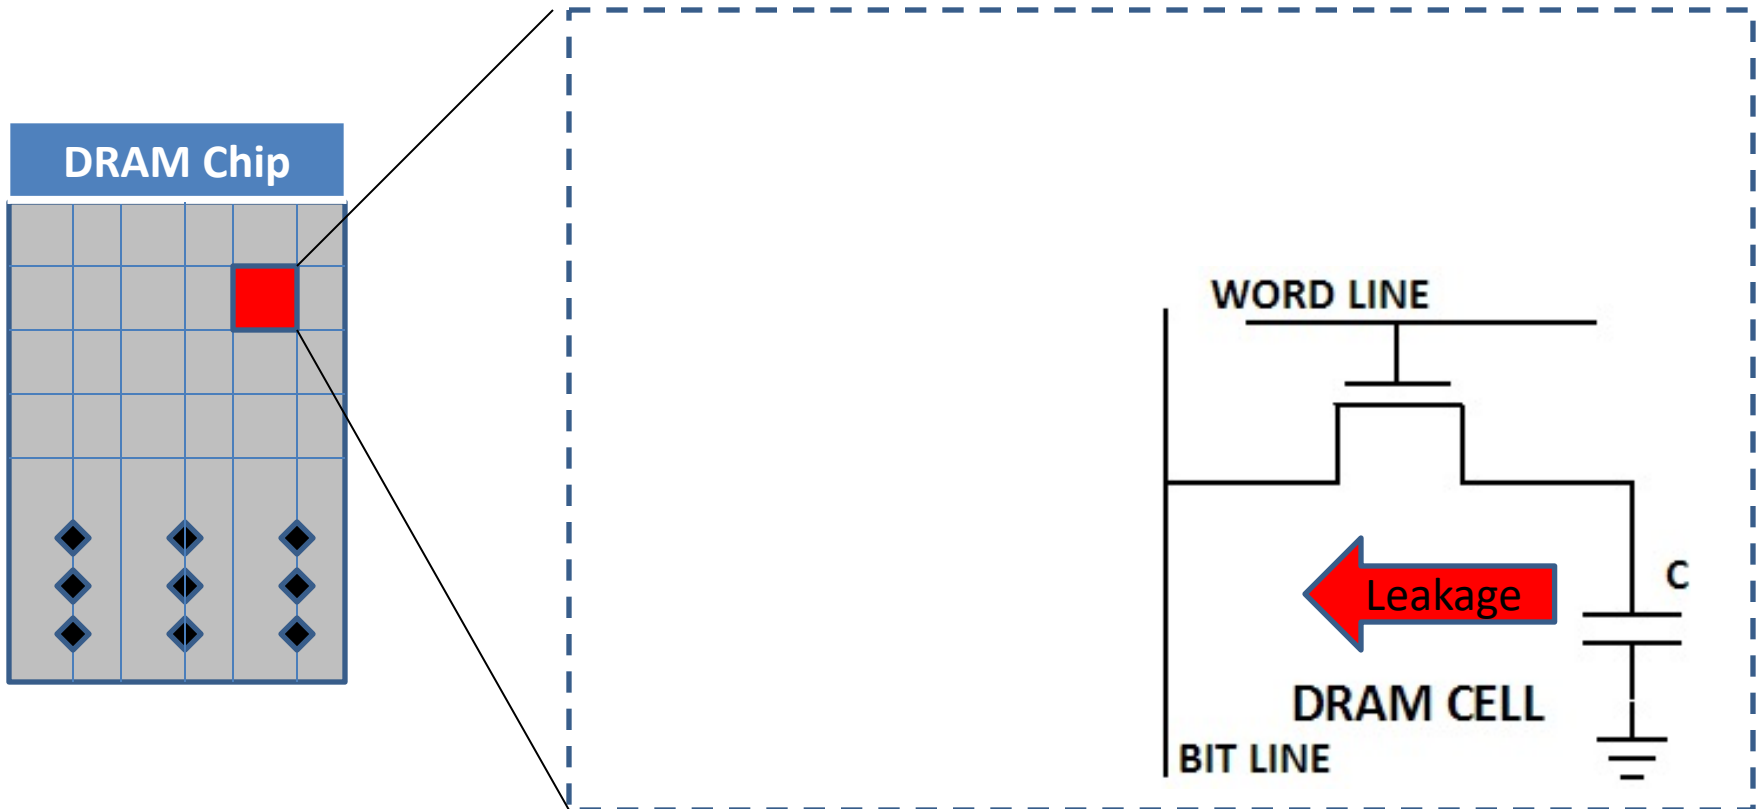 DRAM Chip
WORD LINE
C
Leakage
DRAM CELL
BIT LINE